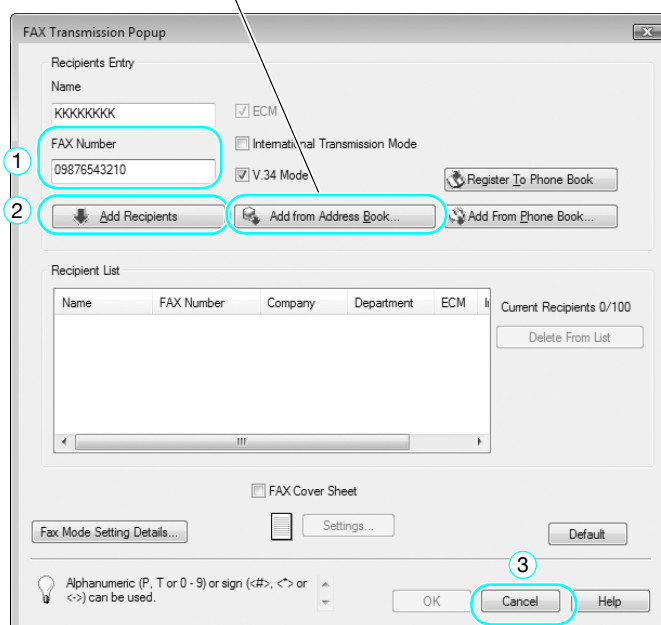 FAX Transmission Popup
Recipients Entry
Name
KKKKKKKK
ECM
FAX Number
International Transmission Mode
1
09876543210
V.34 Mode
Register To Phone Book
2
Add Recipients
Add from Address Book...
Add From Phone Book...
Recipient List
Name FAX Number Company Department ECM
Current Recipients 0/100
Delete From List
FAX Cover Sheet
Fax Mode Setting Details...
Settings...
Default
3
Alphanumeric (P, T or 0 - 9) or sign (<#>, <*> or
<-> ) can be used.
OK Cancel Help